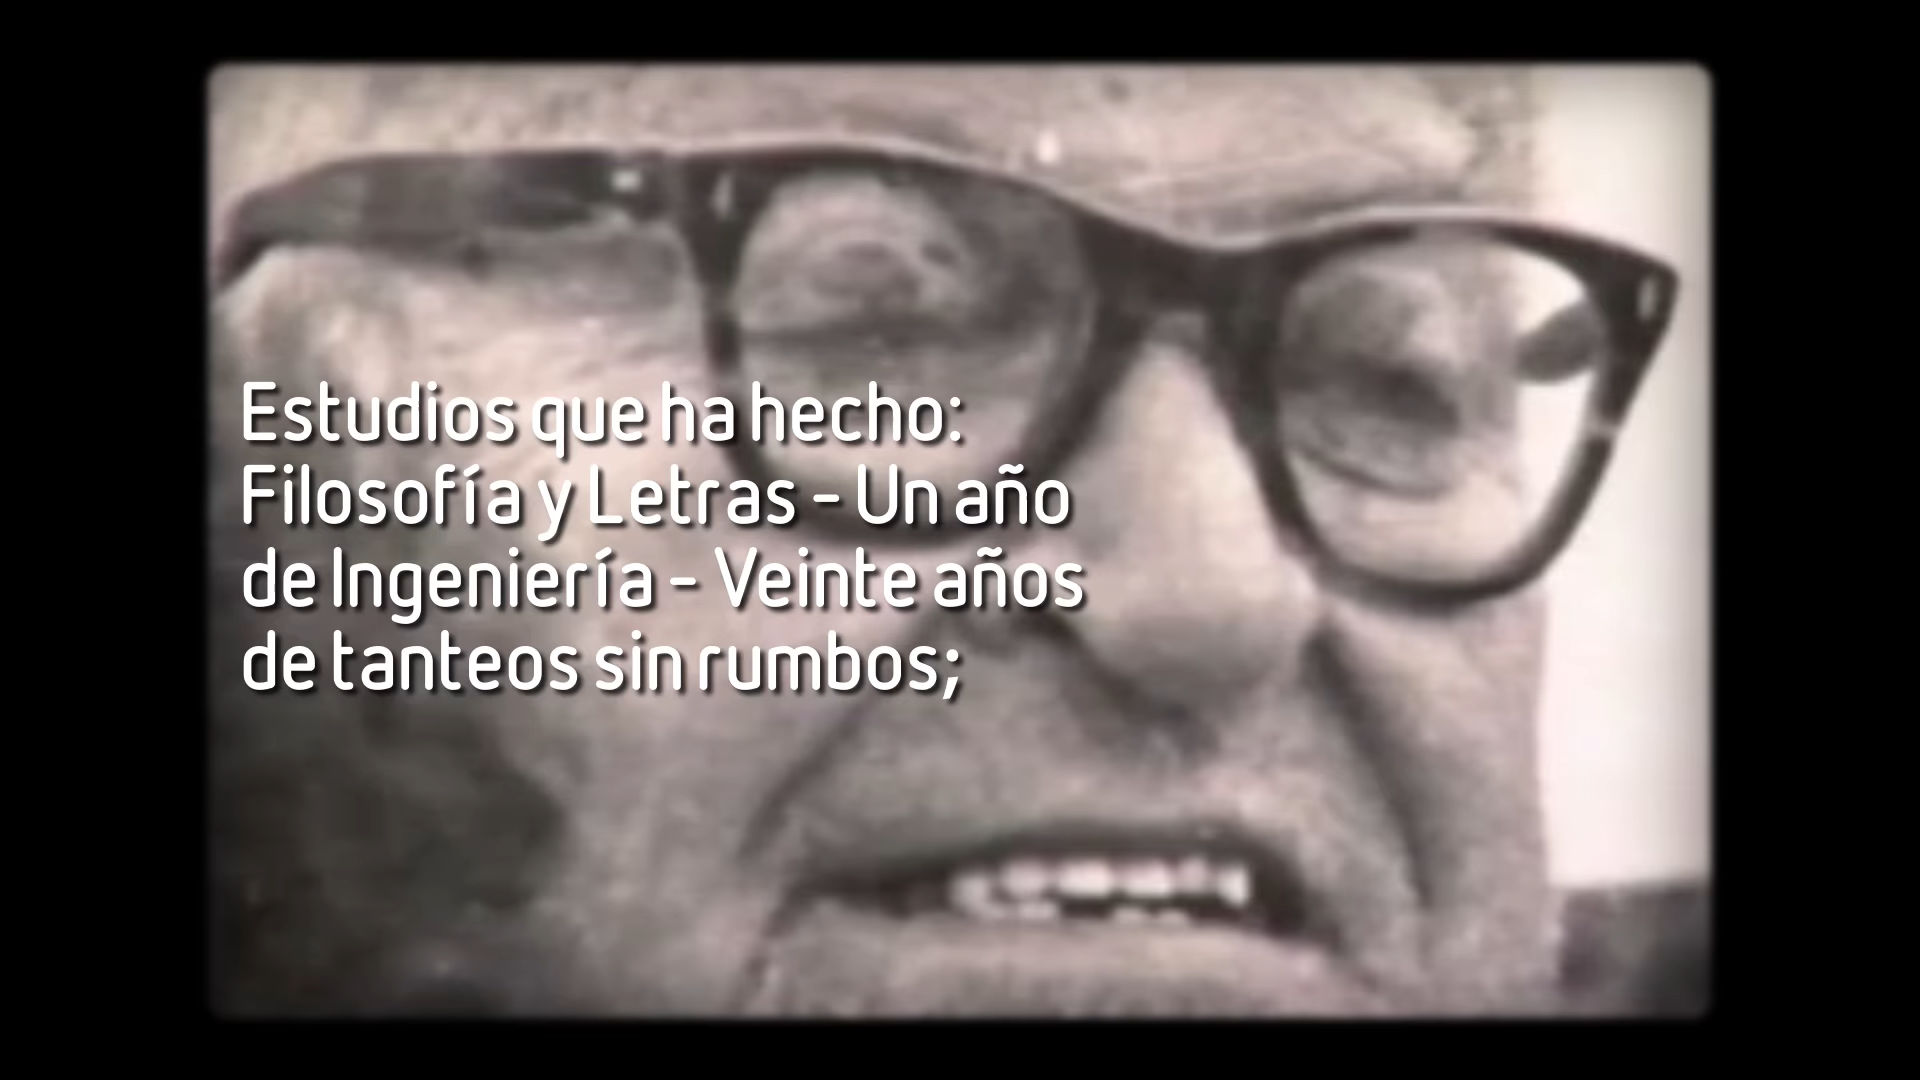 Estudios que ha hecho:
Filosofía y Letras - Un año
de Ingeniería - Veinte años
de tanteos sin rumbos;